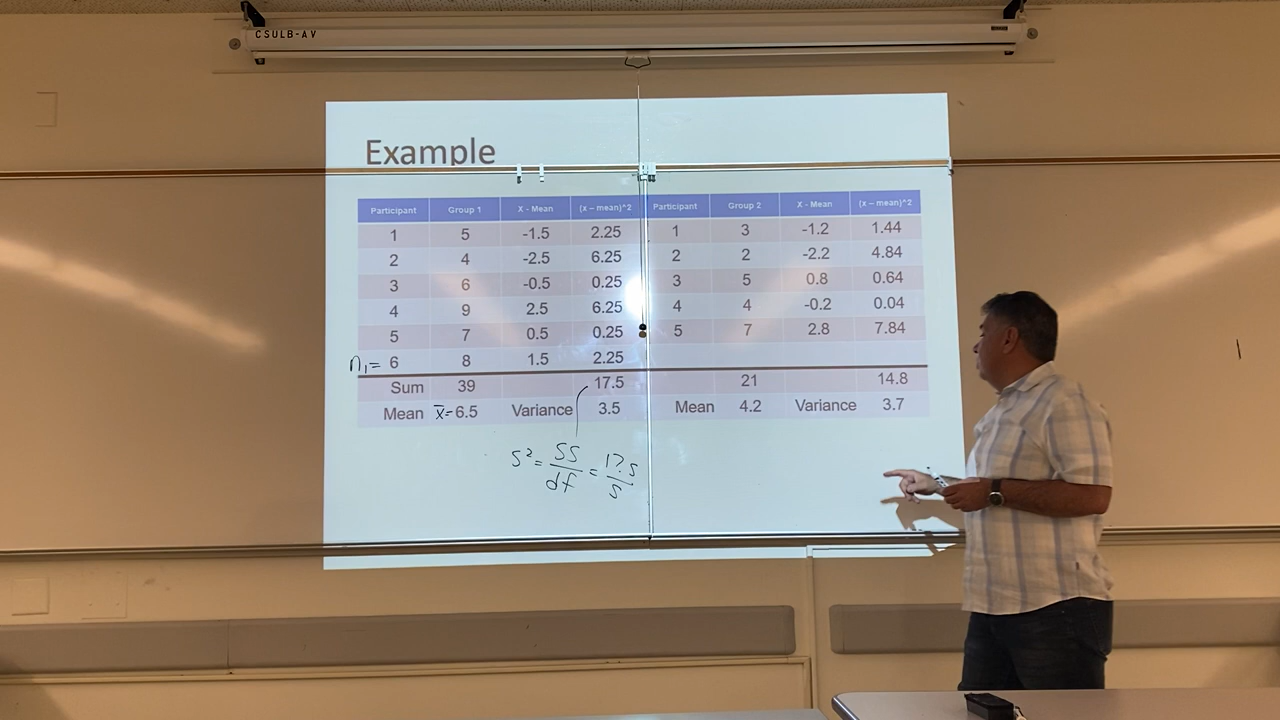 CSULB-AV
Example
Participant Group 1 X - Mean (x – mean)^2 Participant Group 2 X - Mean (x – mean)^2
1 5 -1.5 2.25 1 3 -1.2 1.44
2 4 -2.5 6.25 2 2 -2.2 4.84
3 6 -0.5 0.25 3 5 0.8 0.64
4 9 2.5 6.25 4 4 -0.2 0.04
5 7 0.5 0.25 5 7 2.8 7.84
n₁= 6 8 1.5 2.25
Sum 39 17.5 21 14.8
Mean x̄= 6.5 Variance 3.5 Mean 4.2 Variance 3.7
S² = SS/df = 17.5/5